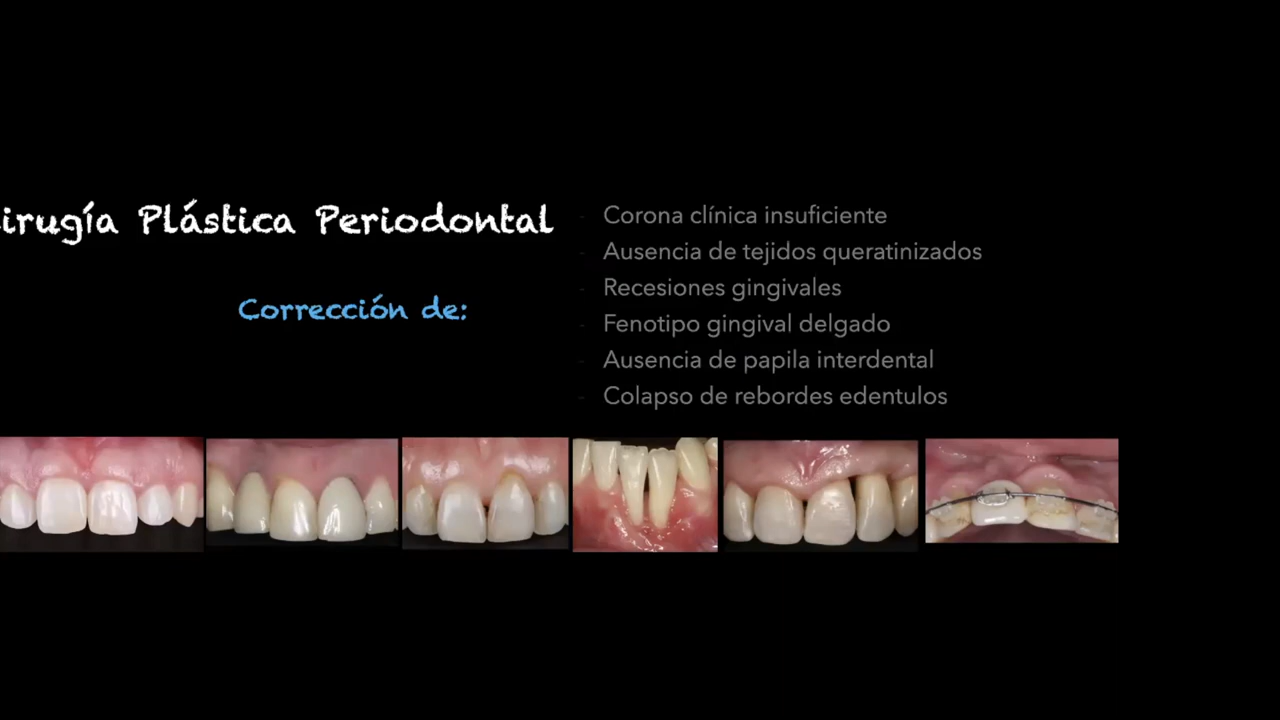 irugía Plástica Periodontal
Corrección de:
- Corona clínica insuficiente
- Ausencia de tejidos queratinizados
- Recesiones gingivales
- Fenotipo gingival delgado
- Ausencia de papila interdental
- Colapso de rebordes edentulos